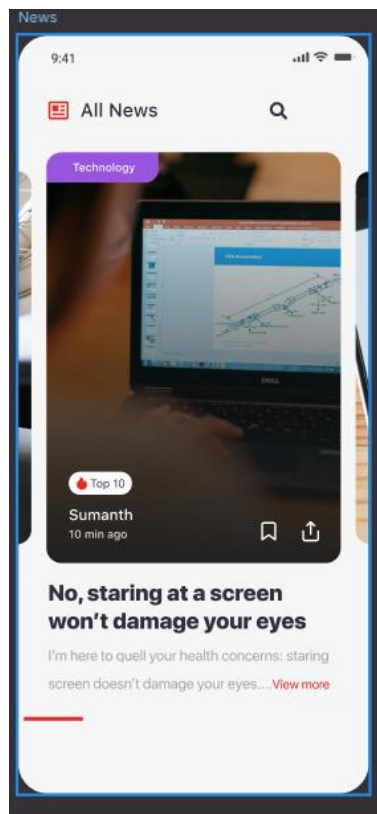 News
9:41
All News
Technology
DELL
Top 10
Sumanth
10 min ago
No, staring at a screen
won’t damage your eyes
I’m here to quell your health concerns: staring
screen doesn’t damage your eyes....View more